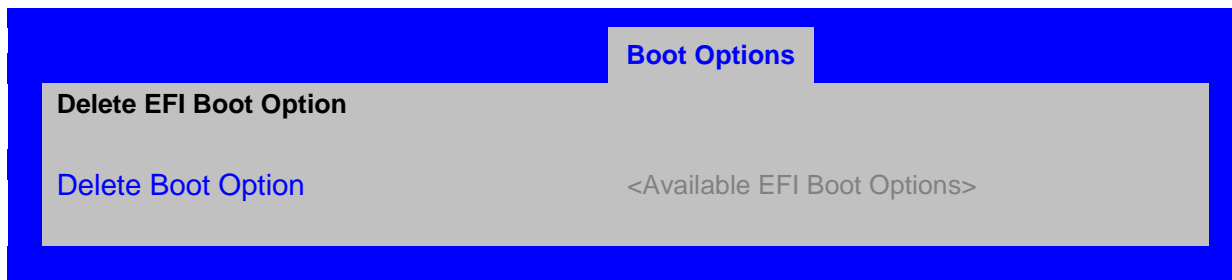 Boot Options
Delete EFI Boot Option
Delete Boot Option <Available EFI Boot Options>